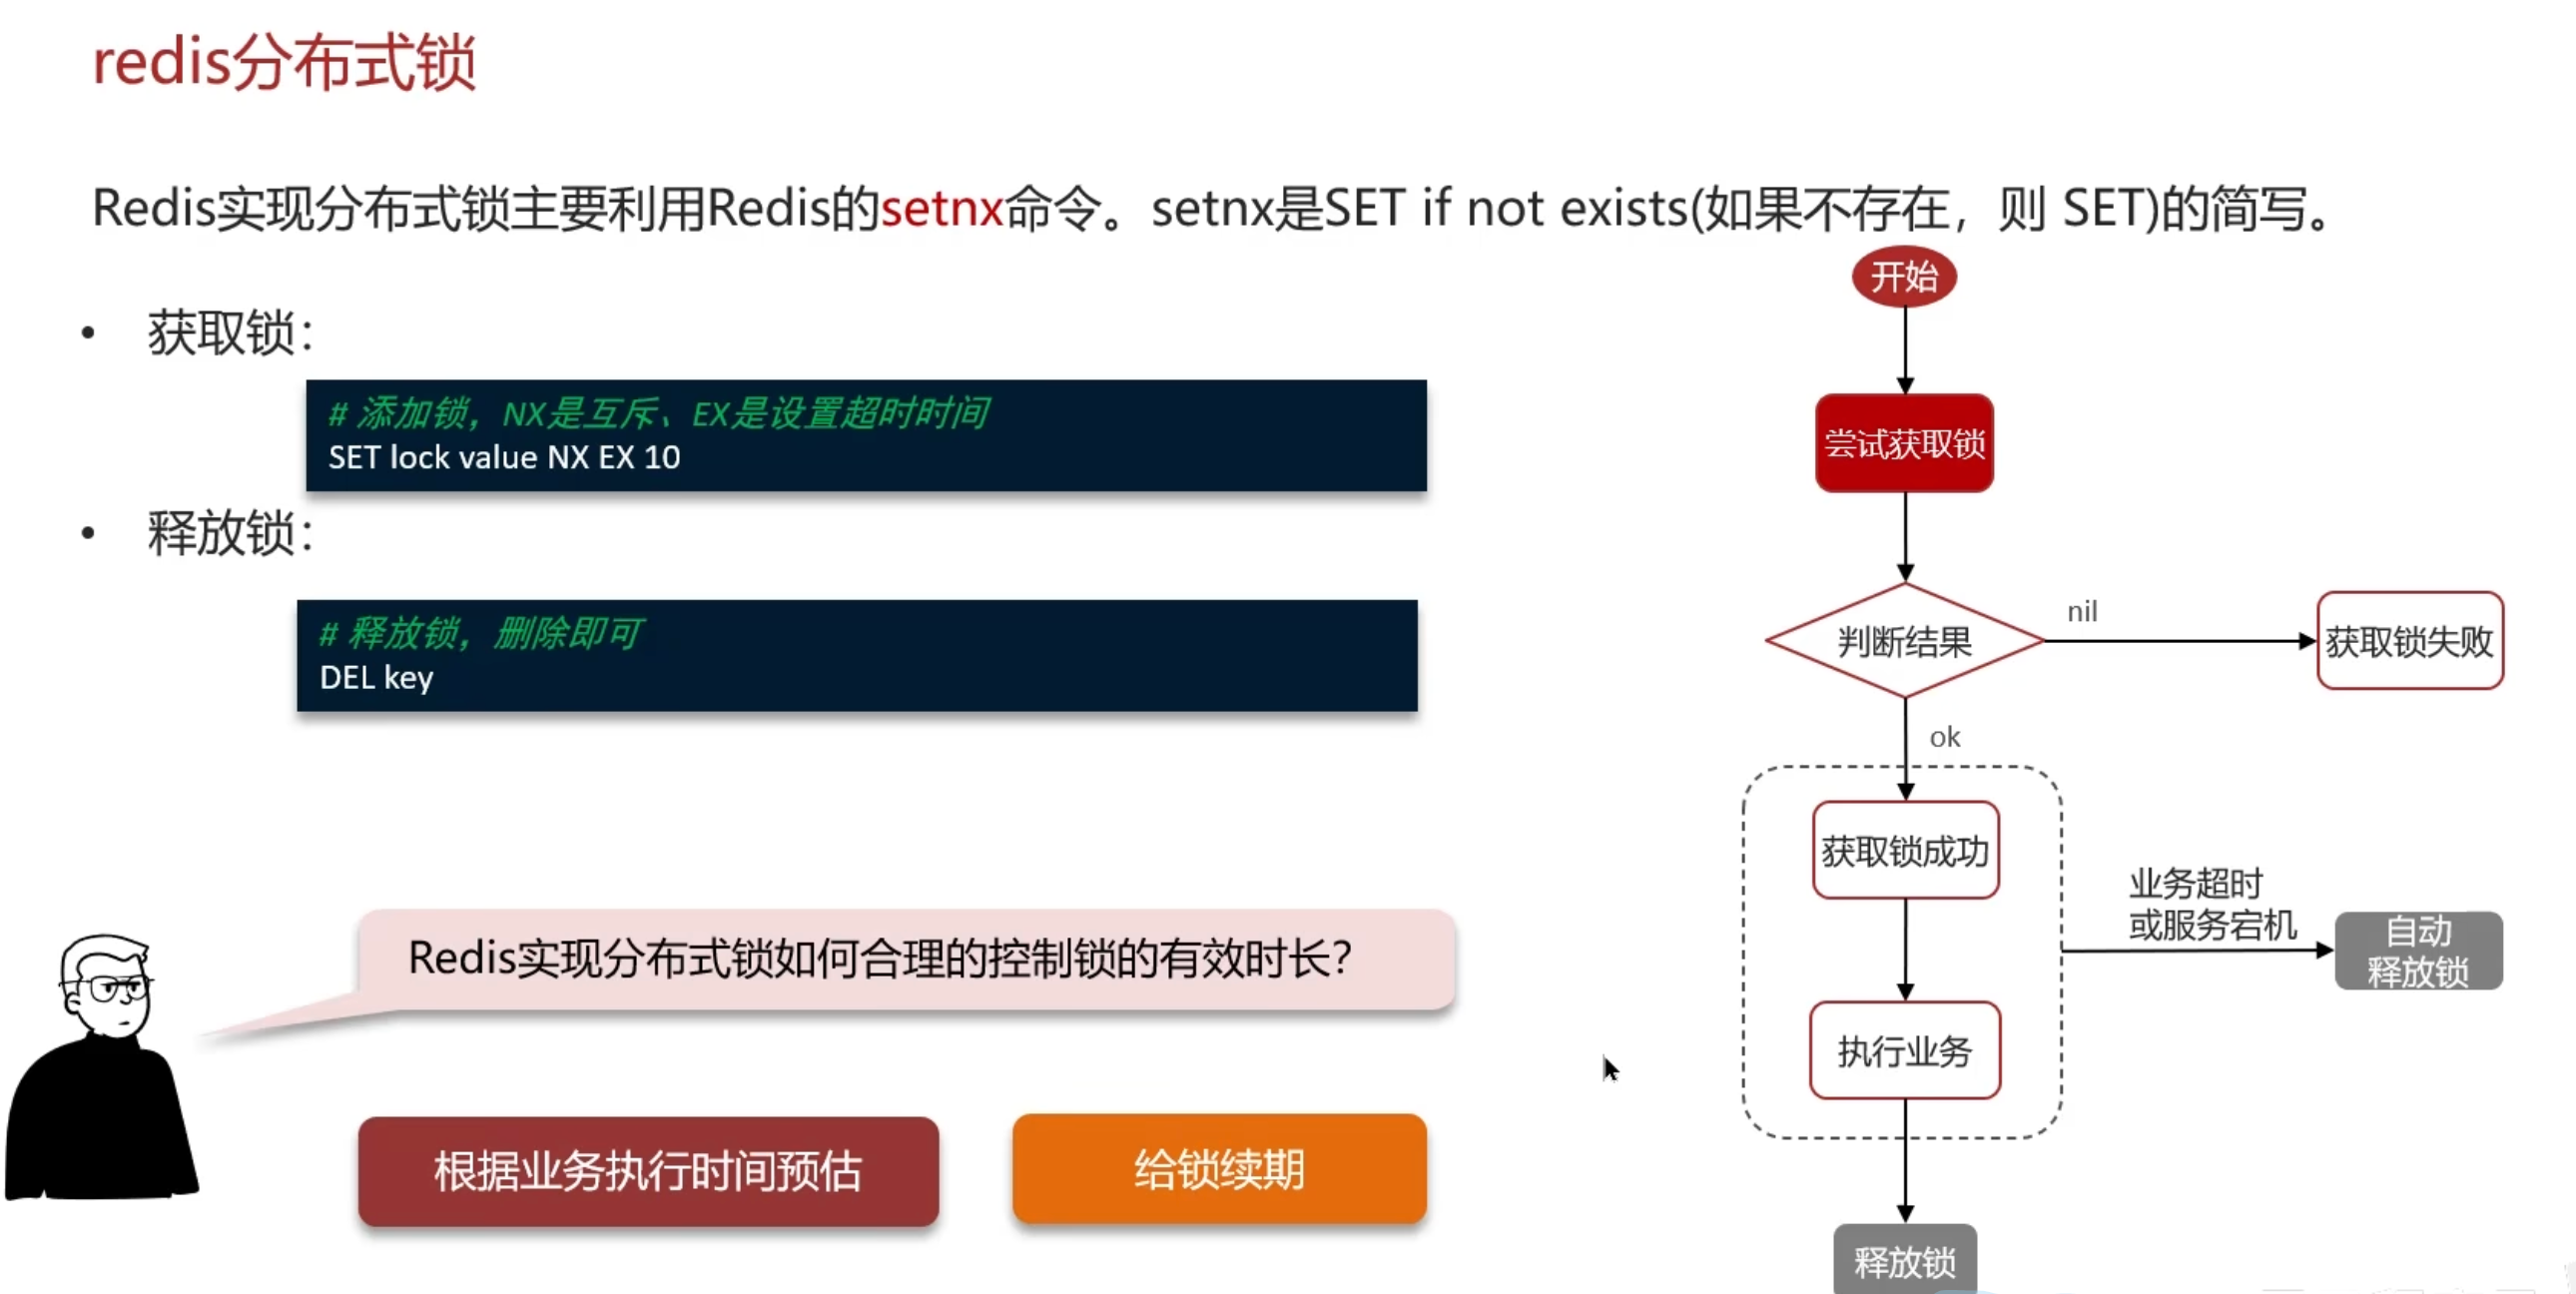 redis分布式锁
Redis实现分布式锁主要利用Redis的setnx命令。setnx是SET if not exists(如果不存在，则 SET)的简写。
• 获取锁：
# 添加锁，NX是互斥、EX是设置超时时间
SET lock value NX EX 10
• 释放锁：
# 释放锁，删除即可
DEL key
Redis实现分布式锁如何合理的控制锁的有效时长？
根据业务执行时间预估
给锁续期
开始
尝试获取锁
判断结果
nil
获取锁失败
ok
获取锁成功
执行业务
业务超时
或服务宕机
自动
释放锁
释放锁